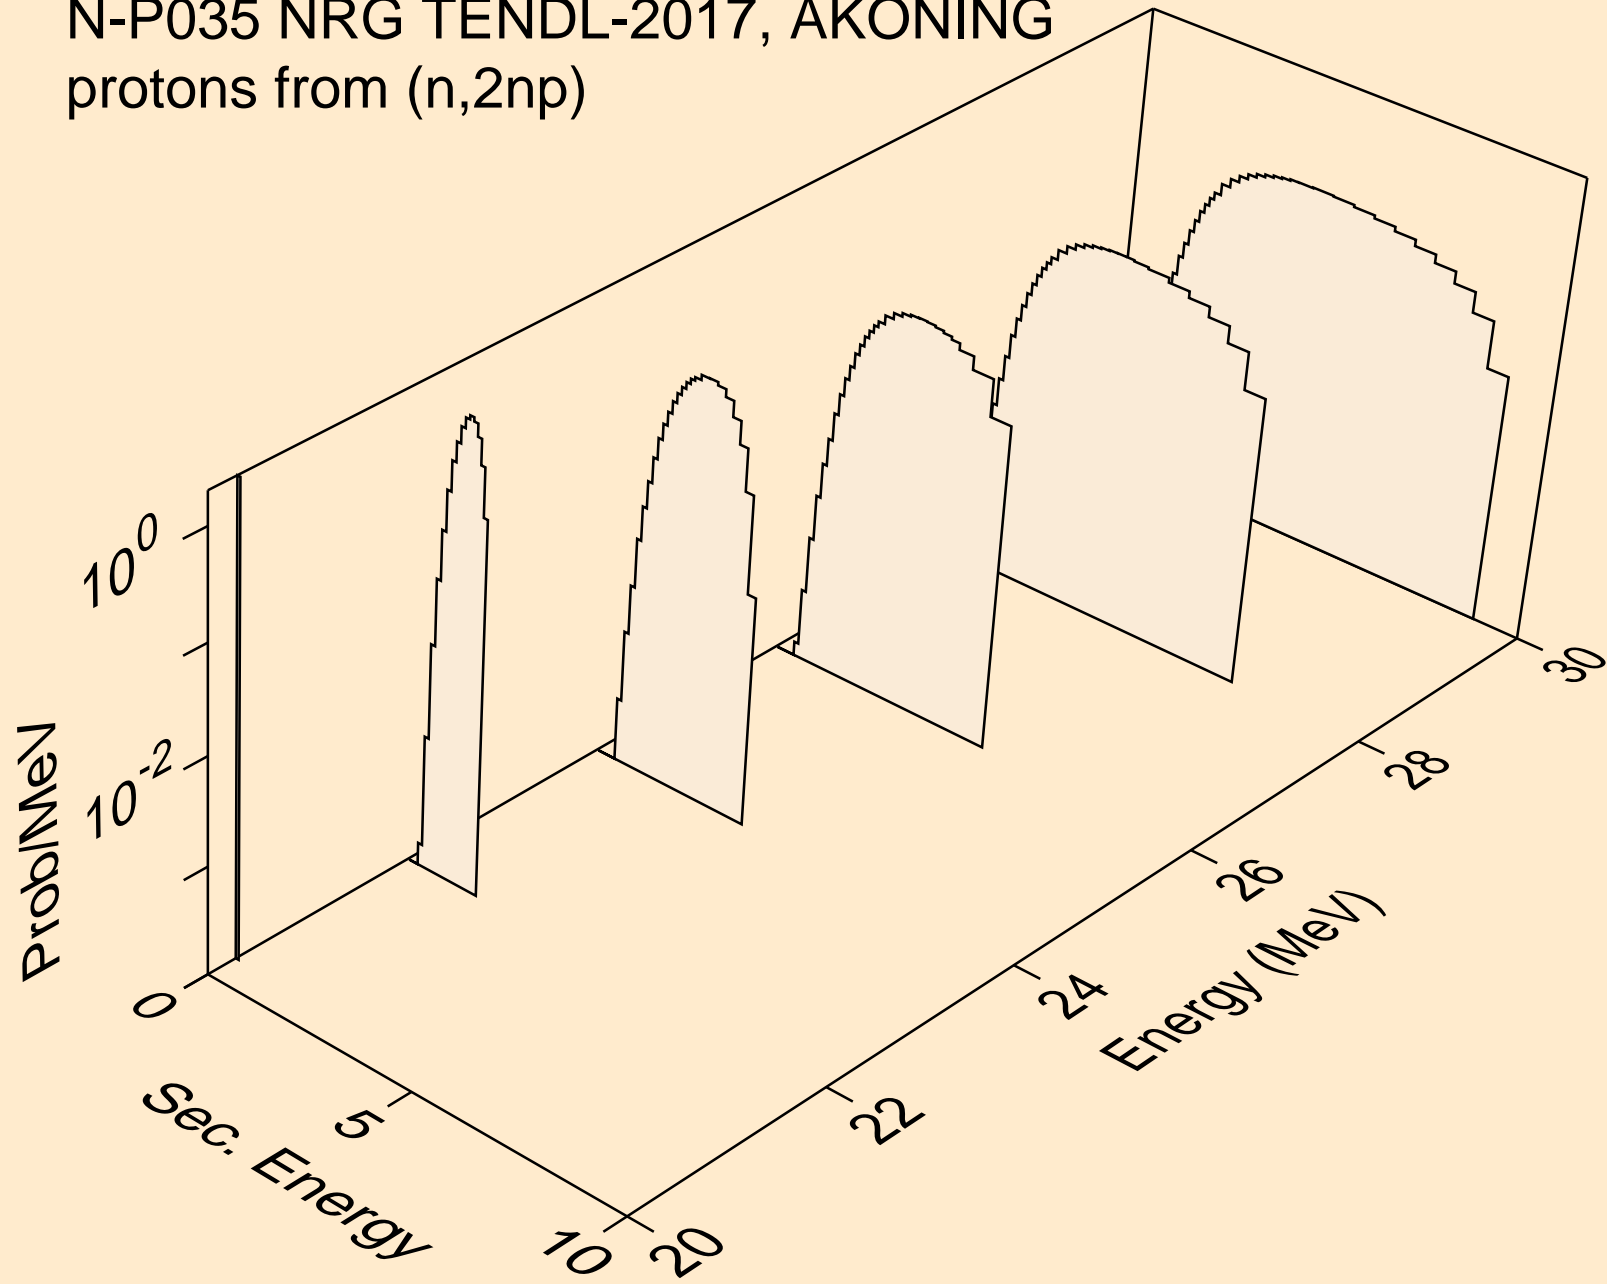 N-P035 NRG TENDL-2017, AKONING
protons from (n,2np)
10^0
10^-2
Prob/MeV
0
5
10
Sec. Energy
20
22
24
26
28
30
Energy (MeV)